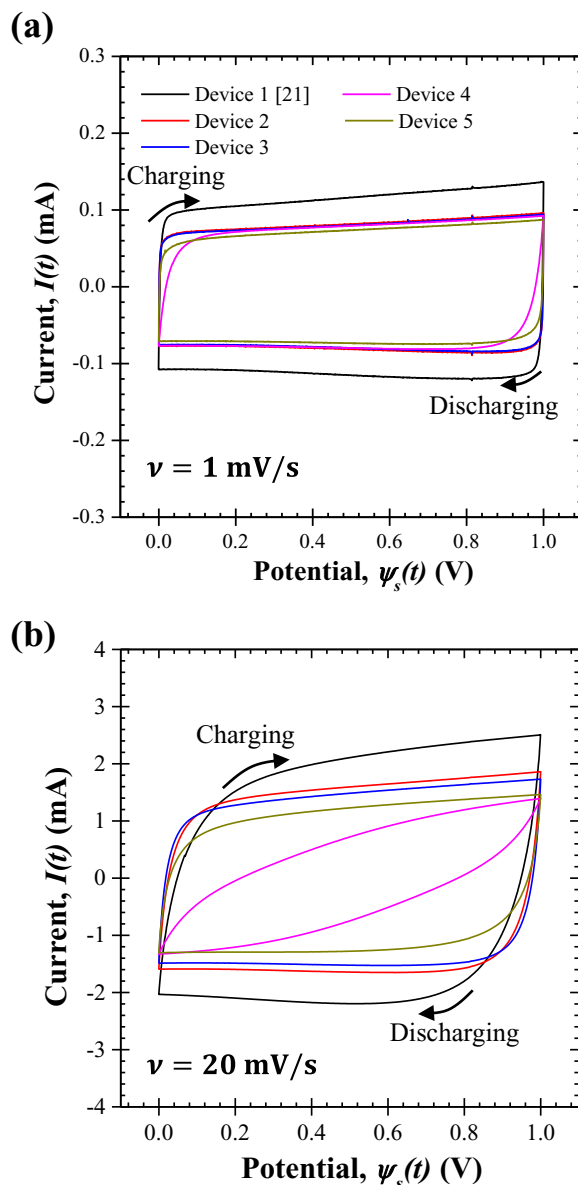 (a)
0.3
0.2
0.1
0.0
-0.1
-0.2
-0.3
Current, I(t) (mA)
Device 1 [21]
Device 2
Device 3
Device 4
Device 5
Charging
Discharging
ν = 1 mV/s
0.0 0.2 0.4 0.6 0.8 1.0
Potential, ψs(t) (V)
(b)
4
3
2
1
0
-1
-2
-3
-4
Current, I(t) (mA)
Charging
Discharging
ν = 20 mV/s
0.0 0.2 0.4 0.6 0.8 1.0
Potential, ψs(t) (V)